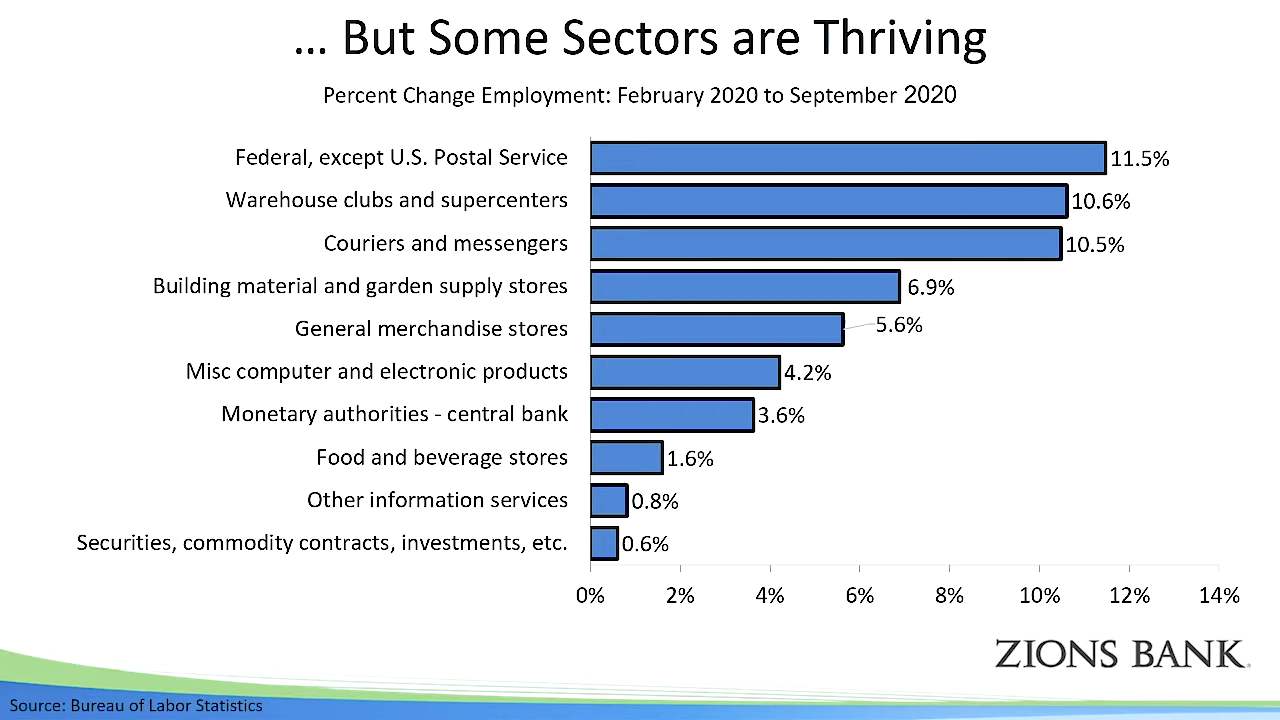 ... But Some Sectors are Thriving
Percent Change Employment: February 2020 to September 2020
Federal, except U.S. Postal Service 11.5%
Warehouse clubs and supercenters 10.6%
Couriers and messengers 10.5%
Building material and garden supply stores 6.9%
General merchandise stores 5.6%
Misc computer and electronic products 4.2%
Monetary authorities - central bank 3.6%
Food and beverage stores 1.6%
Other information services 0.8%
Securities, commodity contracts, investments, etc. 0.6%
0% 2% 4% 6% 8% 10% 12% 14%
ZIONS BANK.
Source: Bureau of Labor Statistics